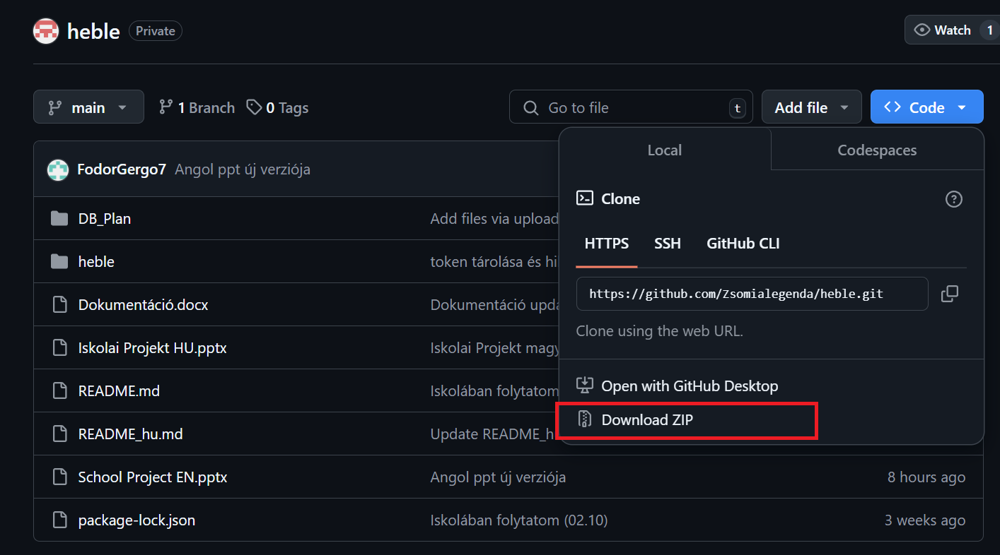 heble Private Watch 1
main 1 Branch 0 Tags Go to file t Add file Code
Local Codespaces
FodorGergo7 Angol ppt új verziója
Clone
DB_Plan Add files via upload
HTTPS SSH GitHub CLI
heble token tárolása és hi
https://github.com/Zsomialegenda/heble.git
Dokumentáció.docx Dokumentáció upda
Clone using the web URL.
Iskolai Projekt HU.pptx Iskolai Projekt magy
README.md Iskolában folytatom
Open with GitHub Desktop
Download ZIP
README_hu.md Update README_h
School Project EN.pptx Angol ppt új verziója 8 hours ago
package-lock.json Iskolában folytatom (02.10) 3 weeks ago